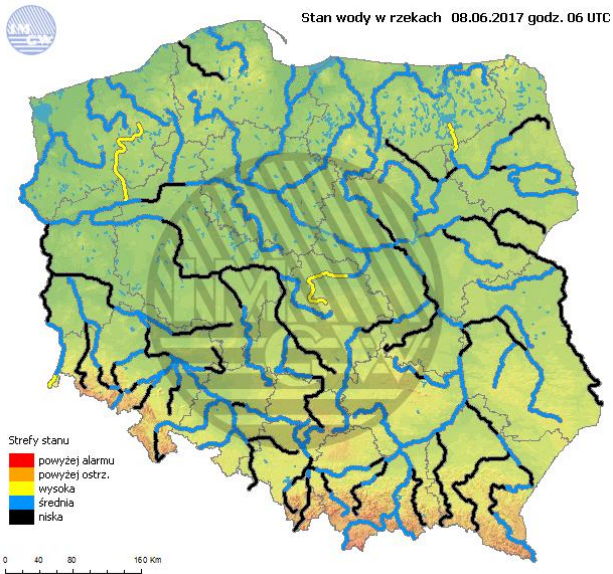 Stan wody w rzekach 08.06.2017 godz. 06 UTC
IMGW
Strefy stanu
powyżej alarmu
powyżej ostrz.
wysoka
średnia
niska
0 40 80 160 Km